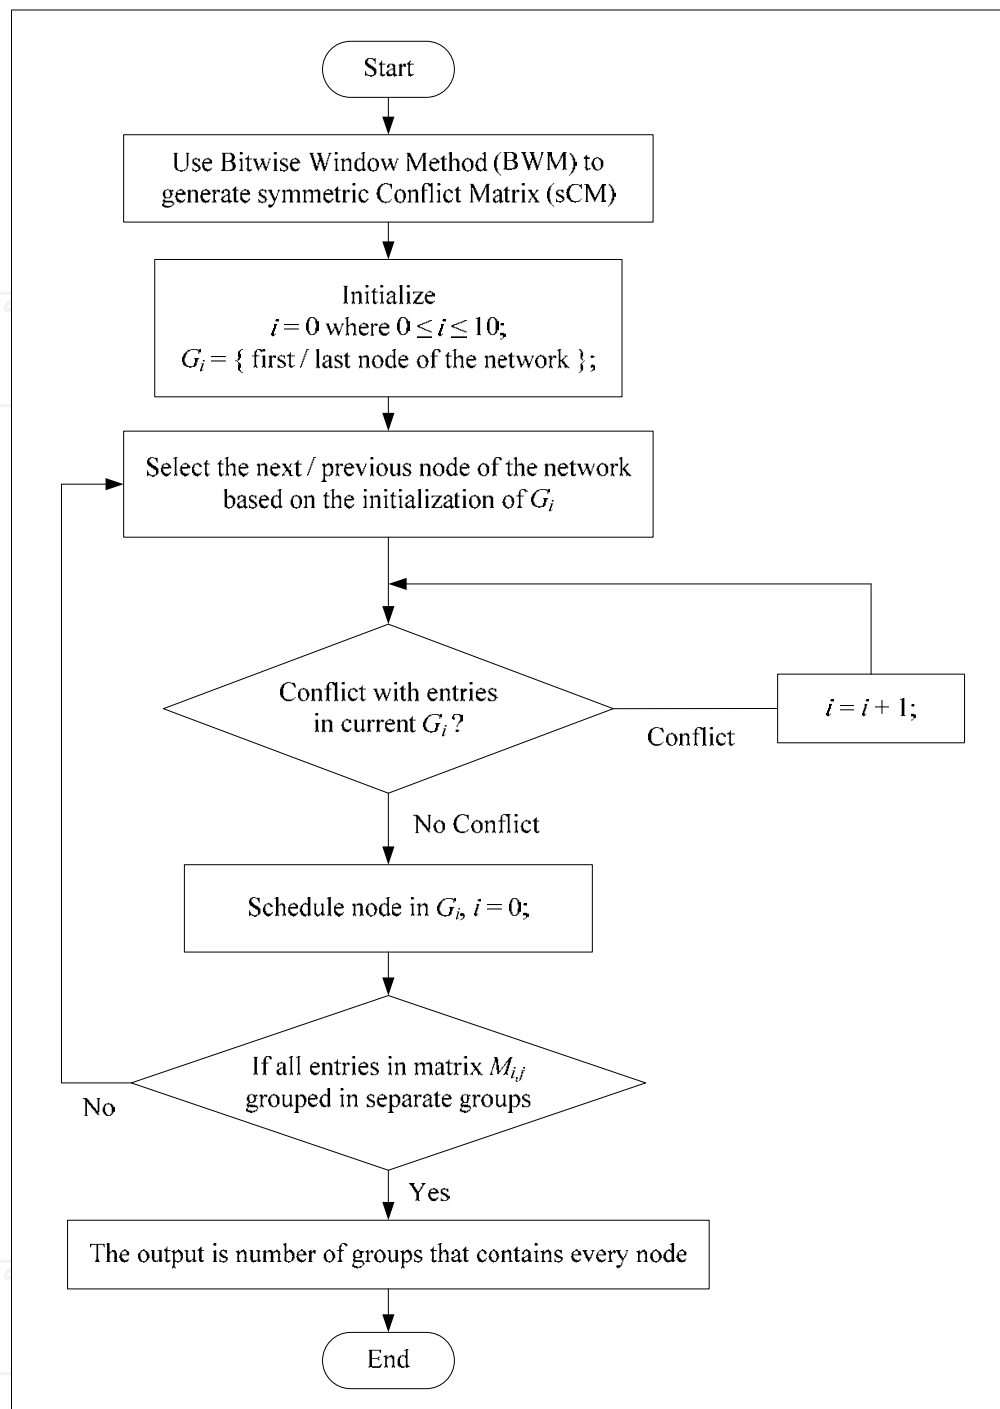 Start
Use Bitwise Window Method (BWM) to
generate symmetric Conflict Matrix (sCM)
Initialize
i = 0 where 0 ≤ i ≤ 10;
Gᵢ = { first / last node of the network };
Select the next / previous node of the network
based on the initialization of Gᵢ
Conflict with entries
in current Gᵢ?
Conflict
i = i + 1;
No Conflict
Schedule node in Gᵢ, i = 0;
If all entries in matrix Mᵢ,ⱼ
grouped in separate groups
No
Yes
The output is number of groups that contains every node
End